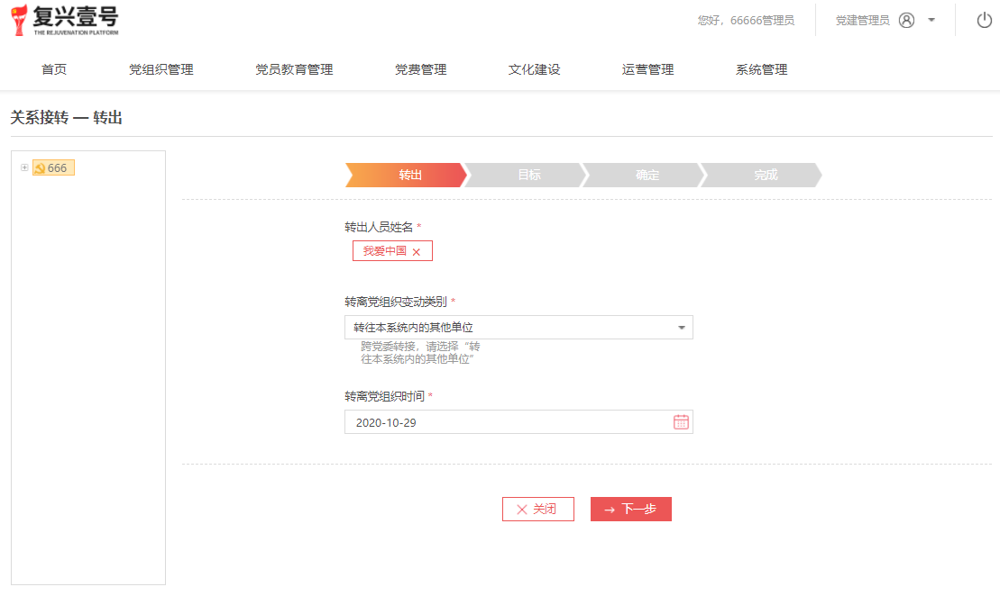 复兴壹号
THE REJUVENATION PLATFORM
您好，66666管理员
党建管理员
首页 党组织管理 党员教育管理 党费管理 文化建设 运营管理 系统管理
关系接转 — 转出
666
转出 目标 确定 完成
转出人员姓名 *
我爱中国 ×
转离党组织变动类别 *
转往本系统内的其他单位
跨党委转接，请选择“转
往本系统内的其他单位”
转离党组织时间 *
2020-10-29
× 关闭 → 下一步